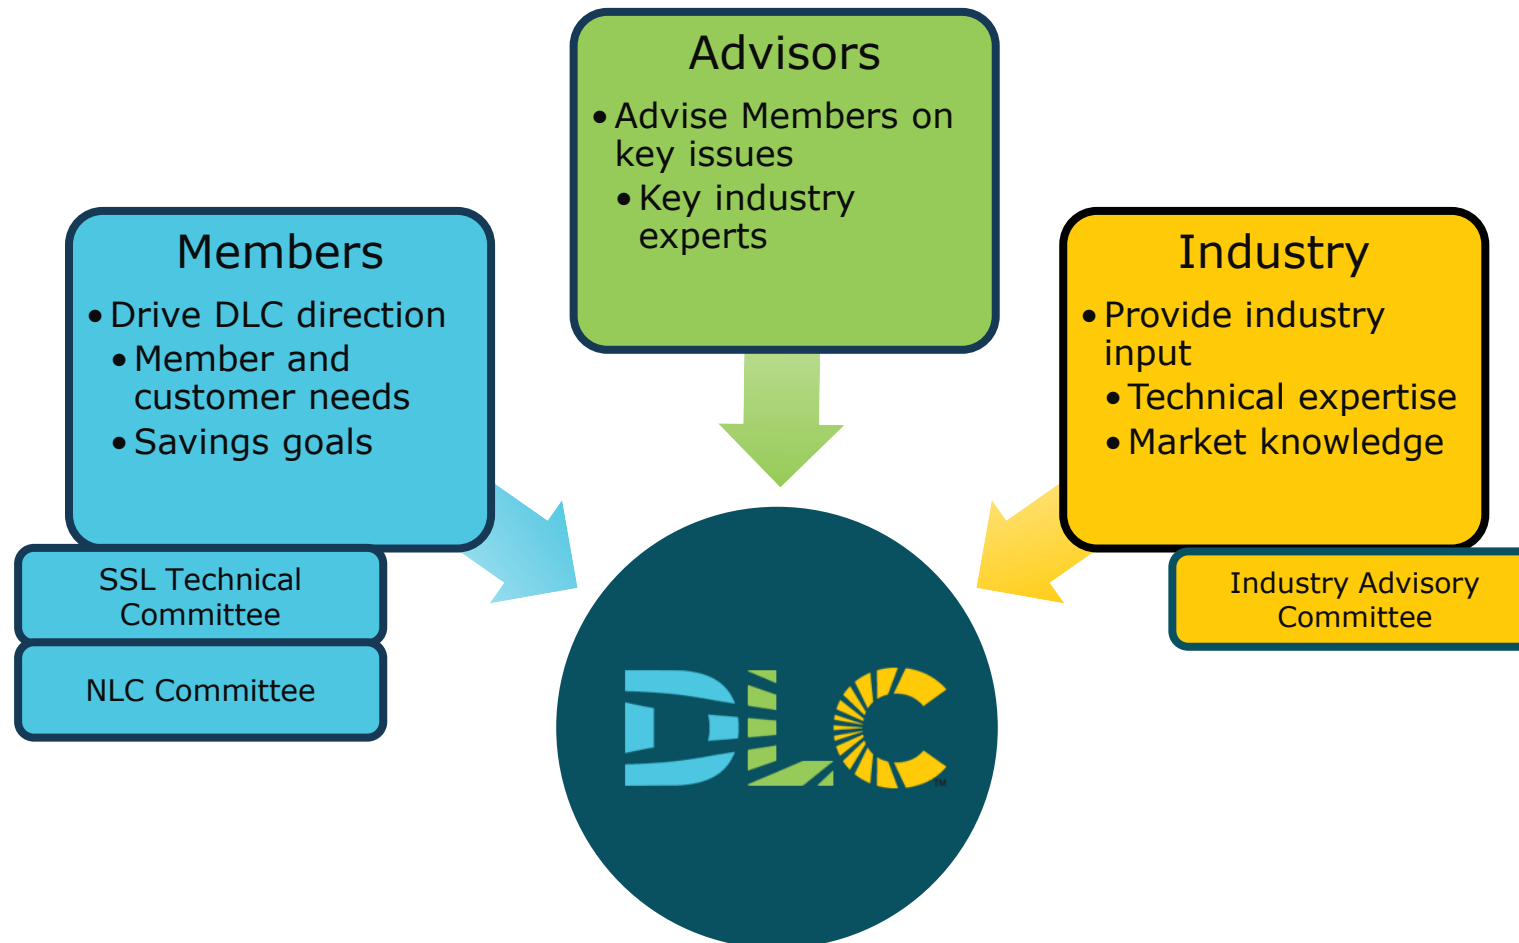 Advisors
• Advise Members on
key issues
• Key industry
experts
Members
• Drive DLC direction
• Member and
customer needs
• Savings goals
SSL Technical
Committee
NLC Committee
Industry
• Provide industry
input
• Technical expertise
• Market knowledge
Industry Advisory
Committee
DLC
TM